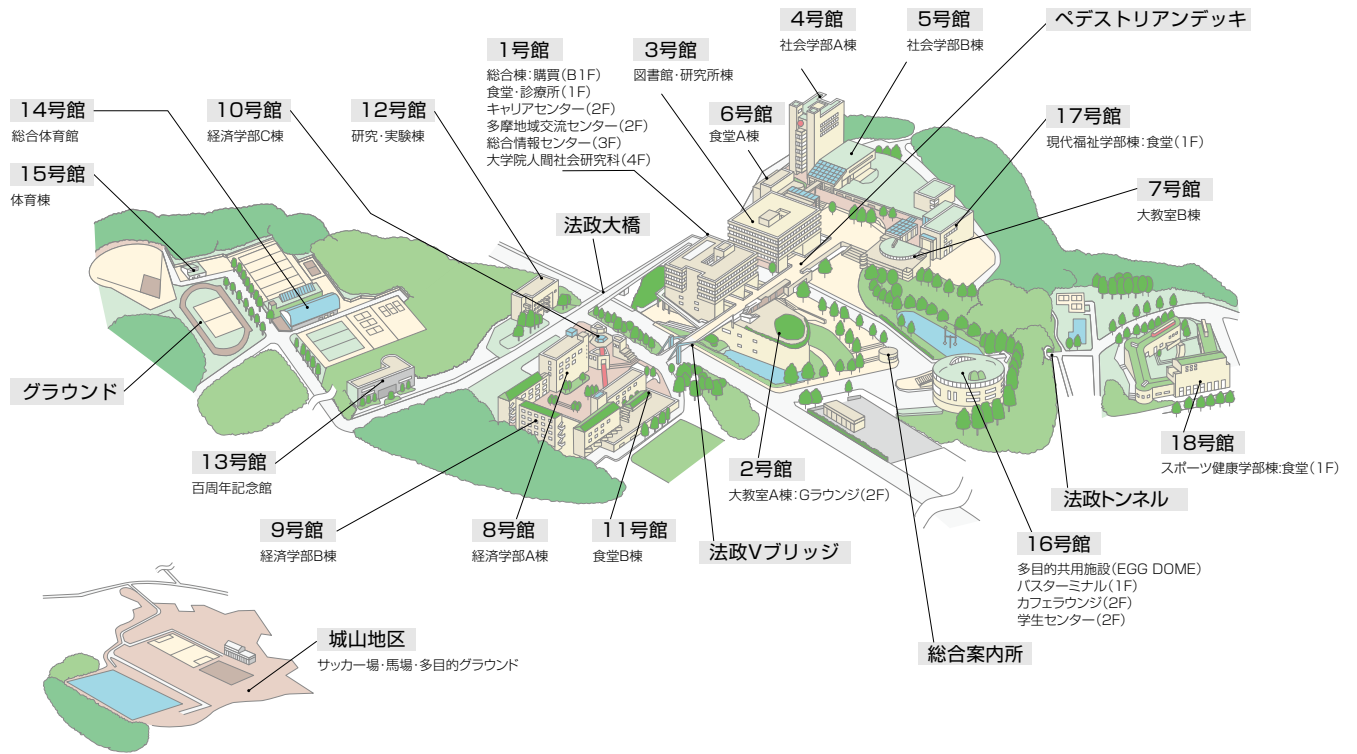 4号館
社会学部A棟
5号館
社会学部B棟
ペデストリアンデッキ
1号館
総合棟:購買(B1F)
食堂・診療所(1F)
キャリアセンター(2F)
多摩地域交流センター(2F)
総合情報センター(3F)
大学院人間社会研究科(4F)
3号館
図書館・研究所棟
14号館
総合体育館
10号館
経済学部C棟
12号館
研究・実験棟
6号館
食堂A棟
17号館
現代福祉学部棟:食堂(1F)
15号館
体育棟
7号館
大教室B棟
法政大橋
グラウンド
13号館
百周年記念館
2号館
大教室A棟:Gラウンジ(2F)
18号館
スポーツ健康学部棟:食堂(1F)
法政トンネル
9号館
経済学部B棟
8号館
経済学部A棟
11号館
食堂B棟
法政Vブリッジ
16号館
多目的共用施設(EGG DOME)
バスターミナル(1F)
カフェラウンジ(2F)
学生センター(2F)
城山地区
サッカー場・馬場・多目的グラウンド
総合案内所